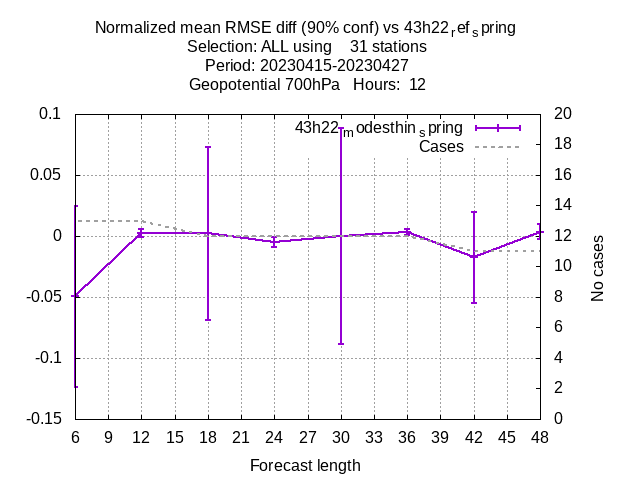 Normalized mean RMSE diff (90% conf) vs 43h22refspring
Selection: ALL using 31 stations
Period: 20230415-20230427
Geopotential 700hPa Hours: 12
43h22modesthinspring
Cases
0.1
0.05
0
-0.05
-0.1
-0.15
20
18
16
14
12
10
8
6
4
2
0
No cases
6 9 12 15 18 21 24 27 30 33 36 39 42 45 48
Forecast length